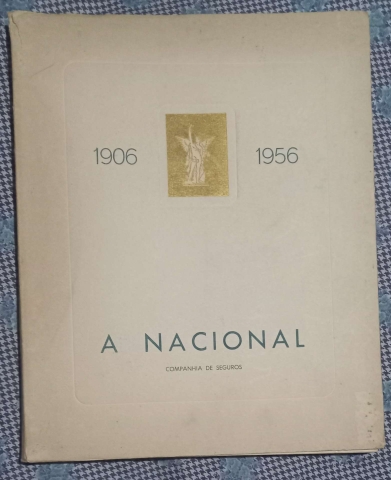 1906 1956
A NACIONAL
COMPANHIA DE SEGUROS